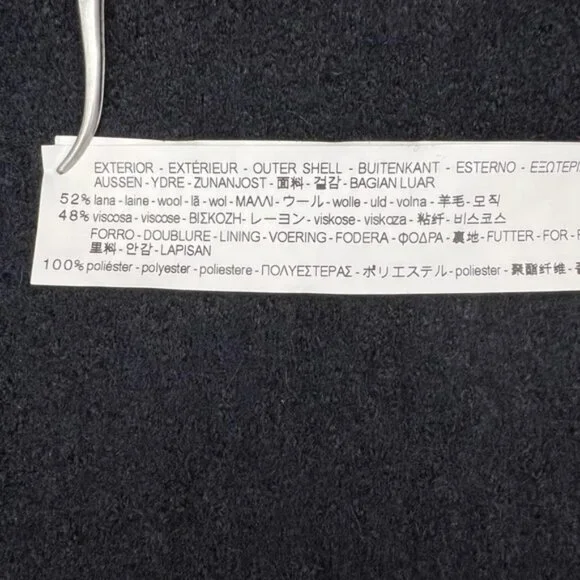 EXTERIOR - EXTÉRIEUR - OUTER SHELL - BUITENKANT - ESTERNO - ΕΞΩΤΕΡΙ
AUSSEN - YDRE - ZUNANJOST - 面料 - 겉감 - BAGIAN LUAR
52% lana - laine - wool - lã - wol - ΜΑΛΛΙ - ウール - wolle - uld - volna - 羊毛 - 모직
48% viscosa - viscose - ΒΙΣΚΟΖΗ - レーヨン - viskose - viskoza - 粘纤 - 비스코스
FORRO - DOUBLURE - LINING - VOERING - FODERA - ΦΟΔΡΑ - 裏地 - FUTTER - FOR -
里料 - 안감 - LAPISAN
100% poliéster - polyester - poliestere - ΠΟΛΥΕΣΤΕΡΑΣ - ポリエステル - poliester - 聚酯纤维 -